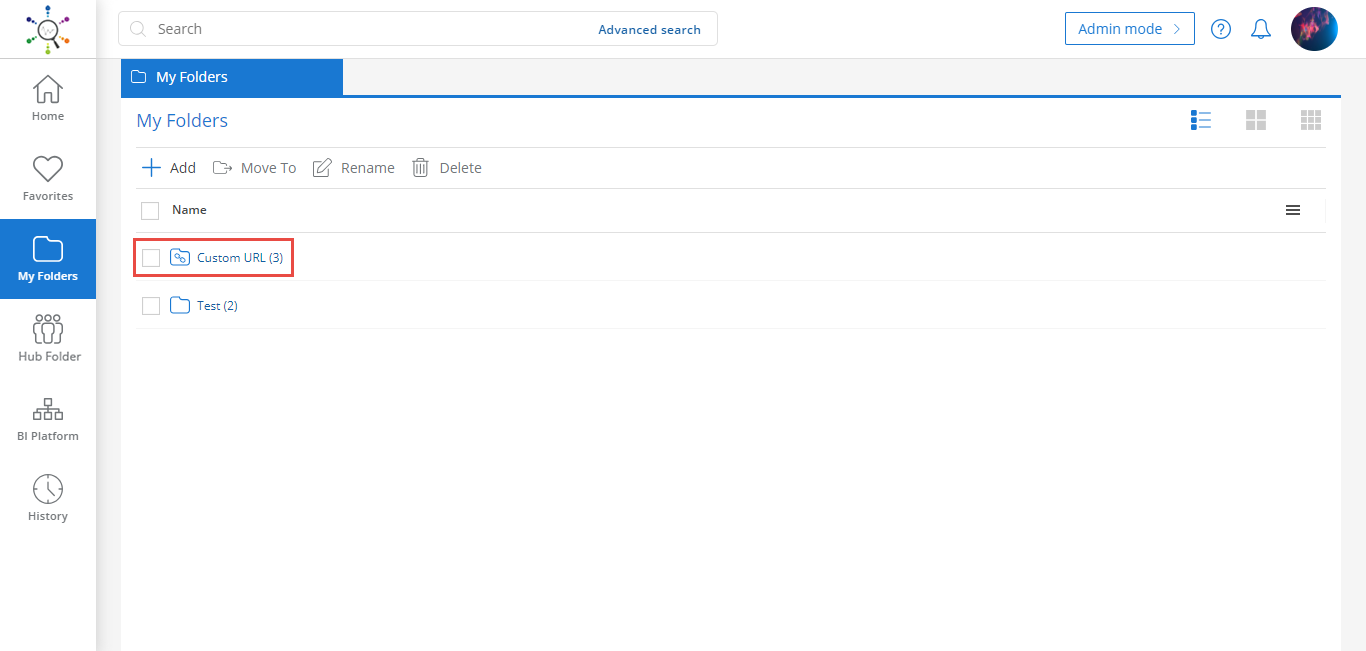 Search
Advanced search
Admin mode
Home
Favorites
My Folders
Hub Folder
BI Platform
History
My Folders
My Folders
Add
Move To
Rename
Delete
Name
Custom URL (3)
Test (2)